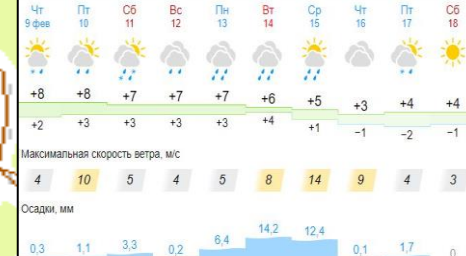 Чт Пт Сб Вс Пн Вт Ср Чт Пт Сб
9 фев 10 11 12 13 14 15 16 17 18
+8 +8 +7 +7 +7 +6 +5 +3 +4 +4
+2 +3 +3 +3 +3 +4 +1 −1 −2 −1
Максимальная скорость ветра, м/с
4 10 5 4 5 8 14 9 4 3
Осадки, мм
0,3 1,1 3,3 0,2 6,4 14,2 12,4 0,1 1,7 0